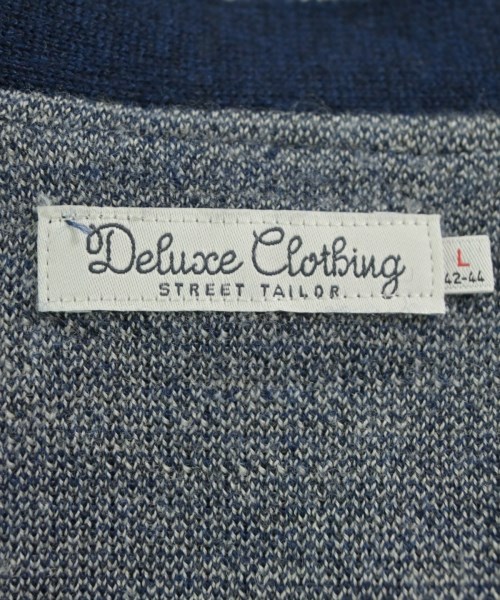 Deluxe Clothing
STREET TAILOR
L
42-44